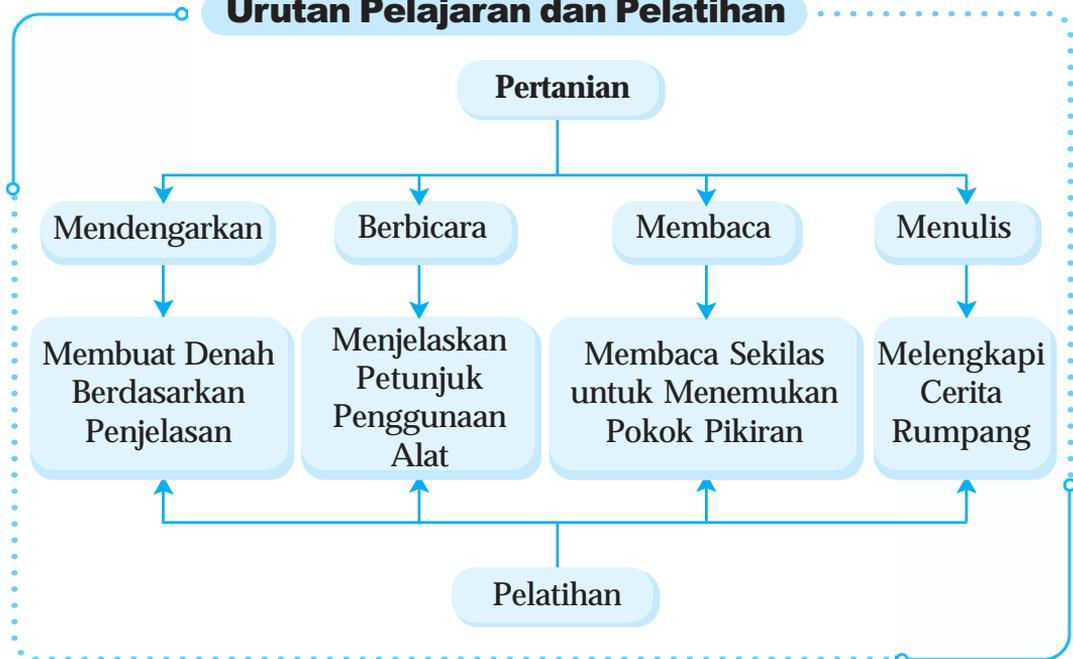 Urutan Pelajaran dan Pelatihan
Pertanian
Mendengarkan
Berbicara
Membaca
Menulis
Membuat Denah
Berdasarkan
Penjelasan
Menjelaskan
Petunjuk
Penggunaan
Alat
Membaca Sekilas
untuk Menemukan
Pokok Pikiran
Melengkapi
Cerita
Rumpang
Pelatihan